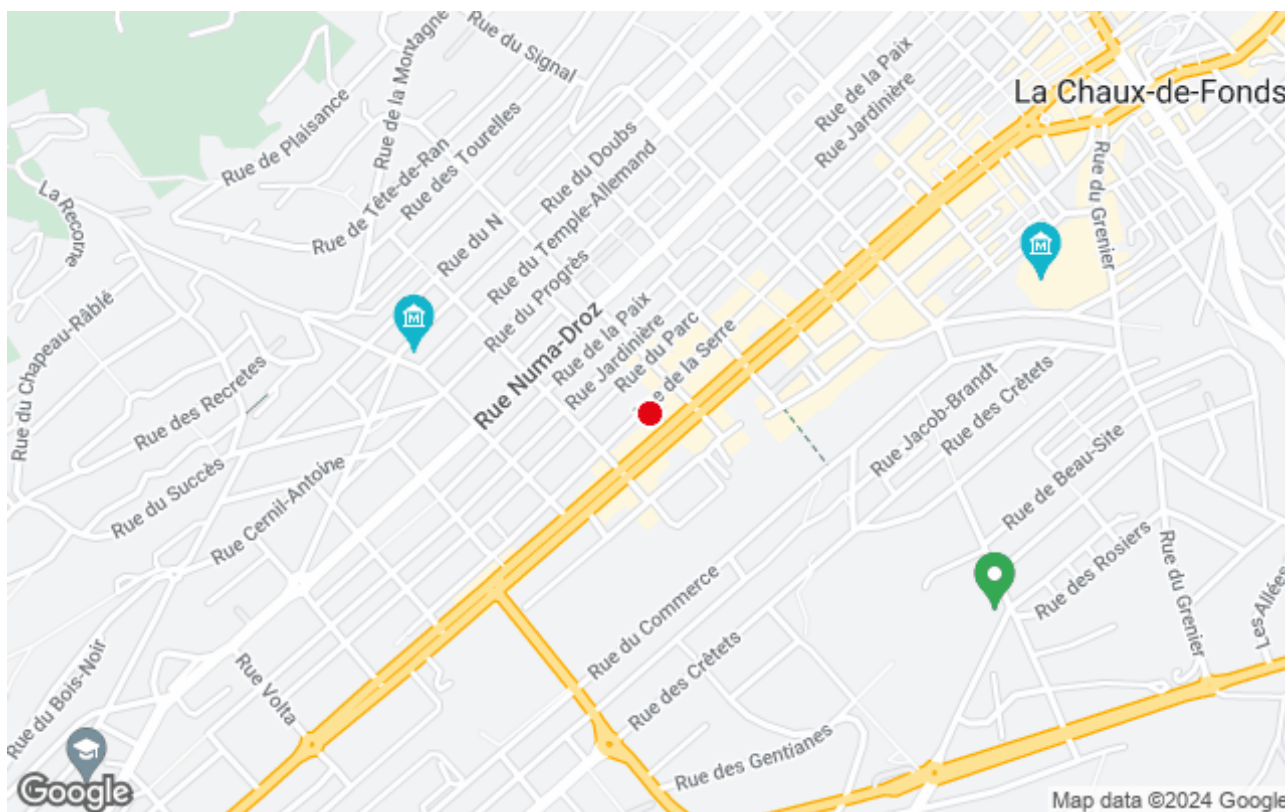 Rue du Signal
Rue de la Montagne
Rue de Plaisance
Rue de la Paix
Rue Jardinière
La Chaux-de-Fonds
Rue des Tourelles
Rue de Tête-de-Ran
Rue du Doubs
Rue du Temple-Allemand
La Recorne
Rue du N
Rue du Progrès
Rue du Grenier
Rue du Chapeau-Râblé
Rue Numa-Droz
Rue de la Paix
Rue Jardinière
Rue du Parc
e de la Serre
Rue des Recretes
Rue Jacob-Brandt
Rue des Crêtets
Rue du Succès
Rue Cernil-Antoine
Rue de Beau-Site
Rue des Rosiers
Rue du Grenier
Les Allées
Rue du Commerce
Rue des Crêtets
Rue du Bois-Noir
Rue Volta
Rue des Gentianes
Google
Map data ©2024 Google